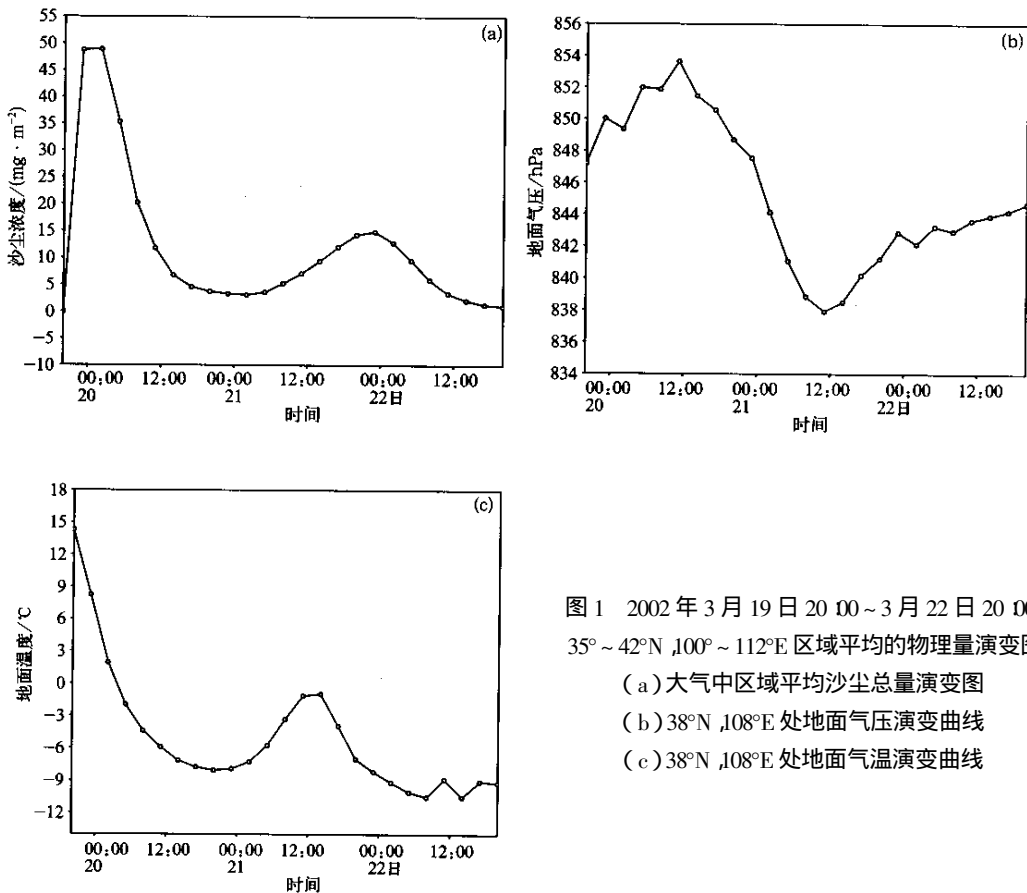 (a)
沙尘浓度/(mg·m⁻²)
55
50
45
40
35
30
25
20
15
10
5
0
−5
−10
00:00 12:00 00:00 12:00 00:00 12:00
20 21 22日
时间
(b)
地面气压/hPa
856
854
852
850
848
846
844
842
840
838
836
834
00:00 12:00 00:00 12:00 00:00 12:00
20 21 22日
时间
(c)
地面温度/℃
18
15
12
9
6
3
0
−3
−6
−9
−12
00:00 12:00 00:00 12:00 00:00 12:00
20 21 22日
时间
图1 2002年3月19日20:00~3月22日20:00
35°~42°N,100°~112°E区域平均的物理量演变图
(a)大气中区域平均沙尘总量演变图
(b)38°N,108°E处地面气压演变曲线
(c)38°N,108°E处地面气温演变曲线